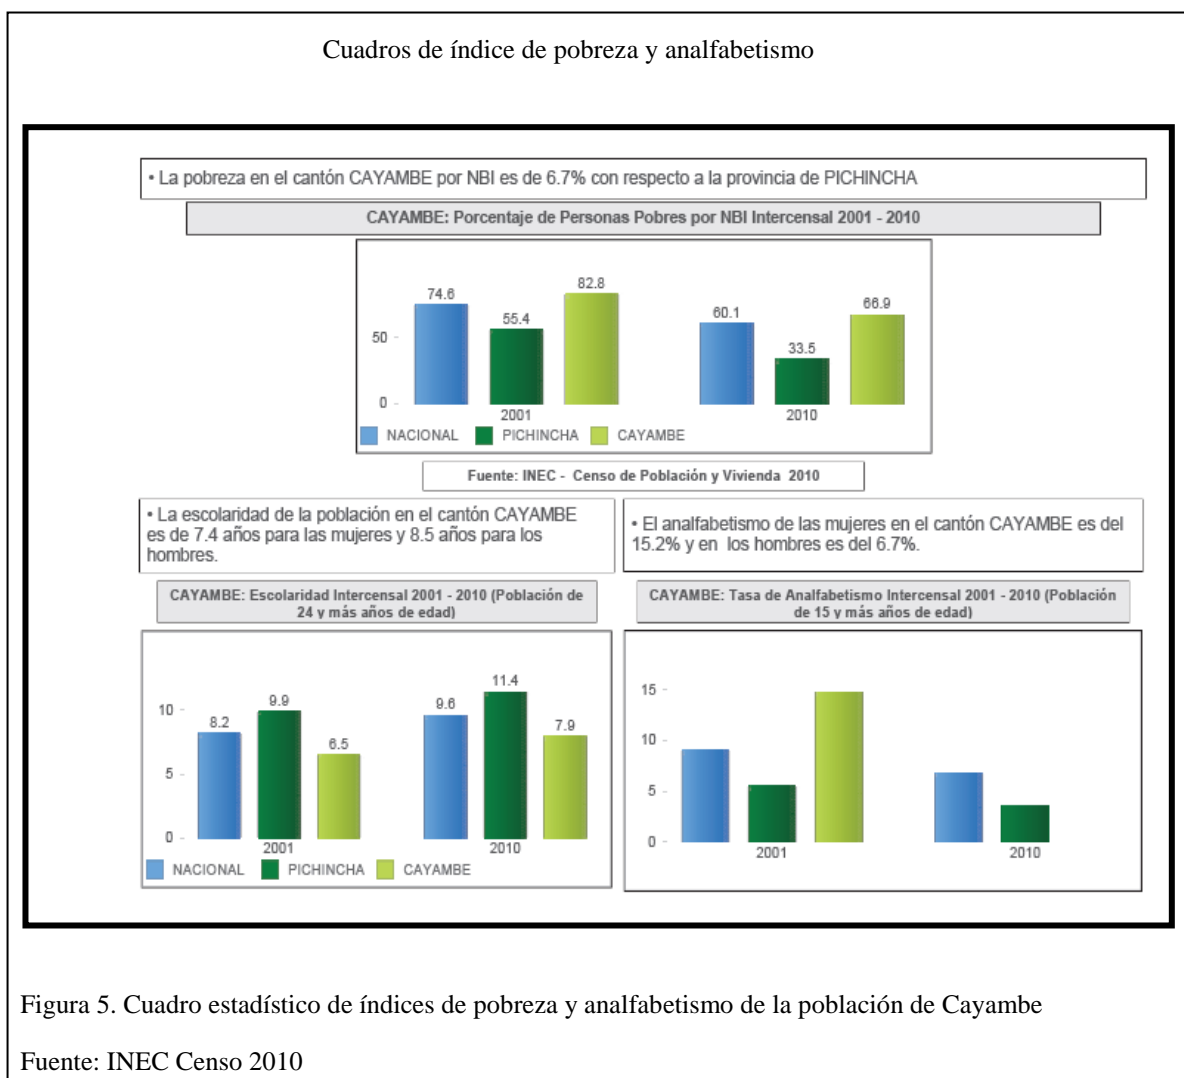 Cuadros de índice de pobreza y analfabetismo
• La pobreza en el cantón CAYAMBE por NBI es de 6.7% con respecto a la provincia de PICHINCHA
CAYAMBE: Porcentaje de Personas Pobres por NBI Intercensal 2001 - 2010
74.6
55.4
82.8
60.1
33.5
66.9
50
0
2001
2010
NACIONAL PICHINCHA CAYAMBE
Fuente: INEC - Censo de Población y Vivienda 2010
• La escolaridad de la población en el cantón CAYAMBE
es de 7.4 años para las mujeres y 8.5 años para los
hombres.
CAYAMBE: Escolaridad Intercensal 2001 - 2010 (Población de
24 y más años de edad)
10
5
0
8.2
9.9
6.5
9.6
11.4
7.9
2001
2010
NACIONAL PICHINCHA CAYAMBE
• El analfabetismo de las mujeres en el cantón CAYAMBE es del
15.2% y en los hombres es del 6.7%.
CAYAMBE: Tasa de Analfabetismo Intercensal 2001 - 2010 (Población
de 15 y más años de edad)
15
10
5
0
2001
2010
Figura 5. Cuadro estadístico de índices de pobreza y analfabetismo de la población de Cayambe
Fuente: INEC Censo 2010